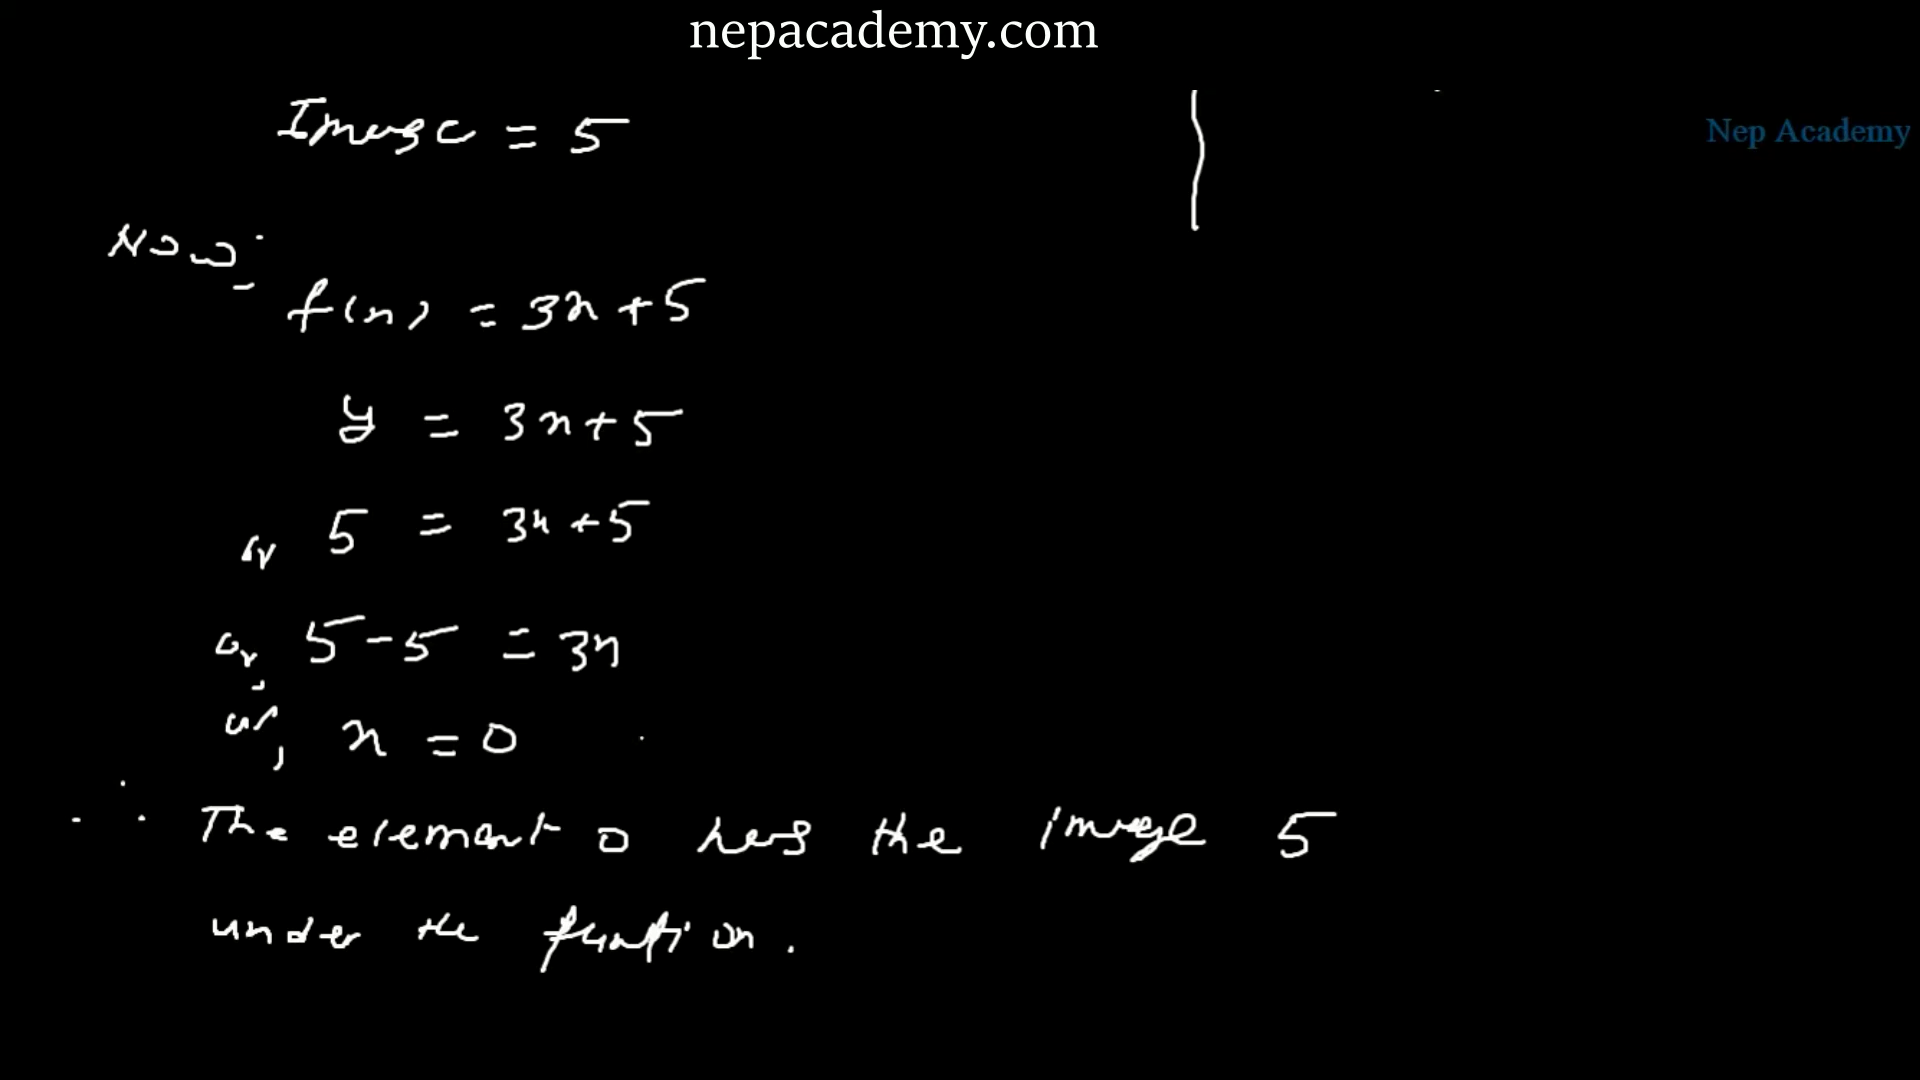 nepacademy.com
Nep Academy
Image = 5
Now,
f(x) = 3x + 5
y = 3x + 5
or 5 = 3x + 5
or, 5 - 5 = 3x
or, x = 0
∴ The element 0 has the image 5
under the function.